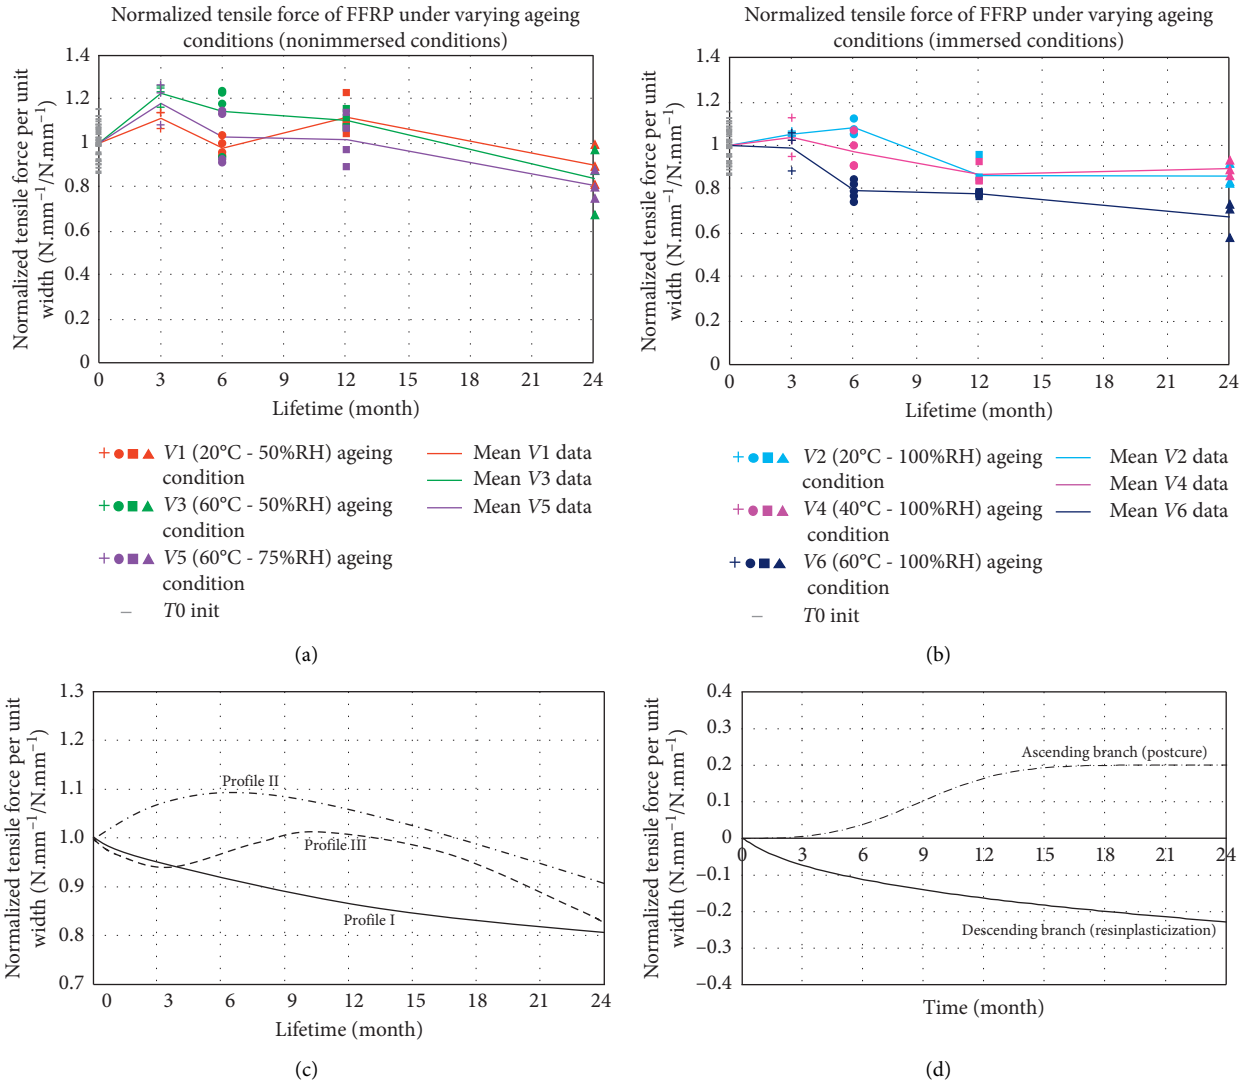 Normalized tensile force of FFRP under varying ageing
conditions (nonimmersed conditions)
Normalized tensile force per unit
width (N.mm−1/N.mm−1)
1.4
1.2
1
0.8
0.6
0.4
0.2
0
0 3 6 9 12 15 18 21 24
Lifetime (month)
V1 (20°C - 50%RH) ageing
condition
V3 (60°C - 50%RH) ageing
condition
V5 (60°C - 75%RH) ageing
condition
T0 init
Mean V1 data
Mean V3 data
Mean V5 data
(a)
Normalized tensile force of FFRP under varying ageing
conditions (immersed conditions)
Normalized tensile force per unit
width (N.mm−1/N.mm−1)
1.4
1.2
1
0.8
0.6
0.4
0.2
0
0 3 6 9 12 15 18 21 24
Lifetime (month)
V2 (20°C - 100%RH) ageing
condition
V4 (40°C - 100%RH) ageing
condition
V6 (60°C - 100%RH) ageing
condition
T0 init
Mean V2 data
Mean V4 data
Mean V6 data
(b)
Normalized tensile force per unit
width (N.mm−1/N.mm−1)
1.3
1.2
1.1
1.0
0.9
0.8
0.7
Profile II
Profile III
Profile I
0 3 6 9 12 15 18 21 24
Lifetime (month)
(c)
Normalized tensile force per unit
width (N.mm−1/N.mm−1)
0.4
0.3
0.2
0.1
0
−0.1
−0.2
−0.3
−0.4
Ascending branch (postcure)
0 3 6 9 12 15 18 21 24
Descending branch (resinplasticization)
Time (month)
(d)